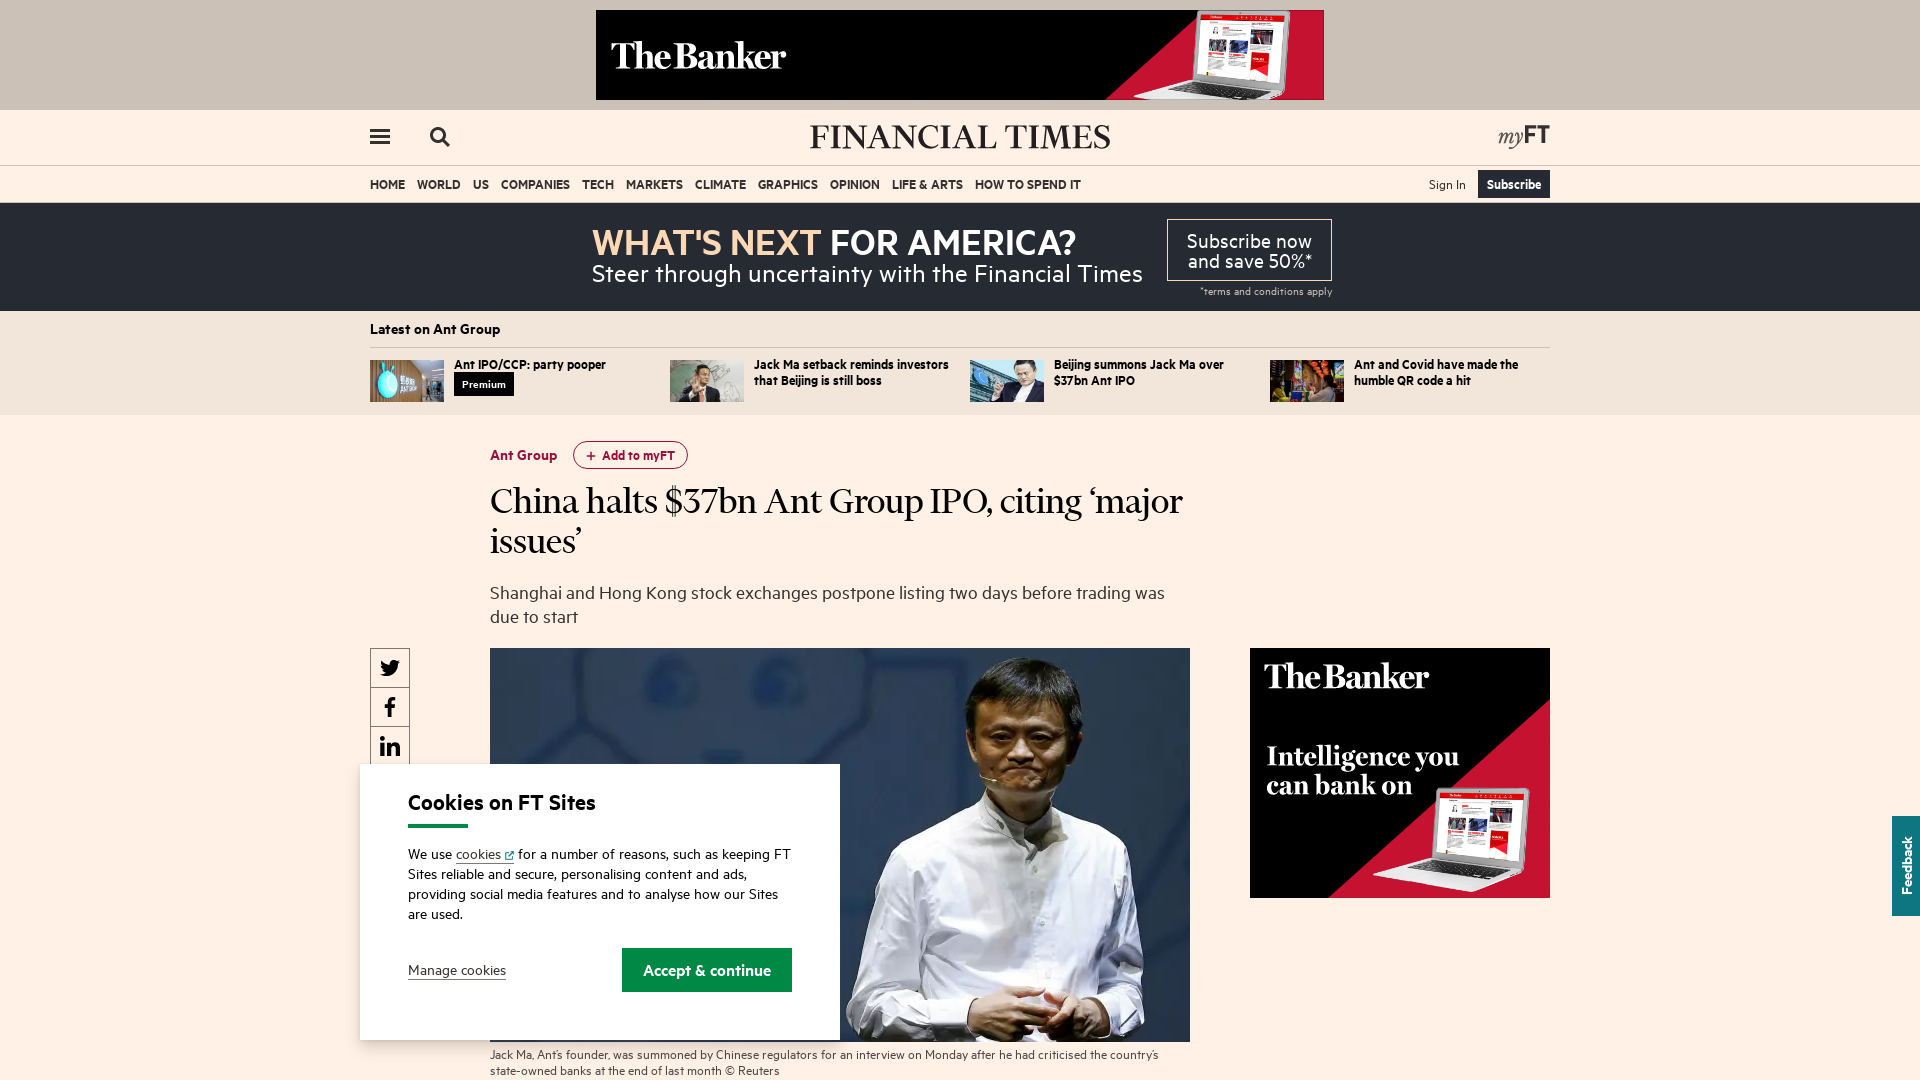 The Banker
FINANCIAL TIMES
myFT
HOME WORLD US COMPANIES TECH MARKETS CLIMATE GRAPHICS OPINION LIFE & ARTS HOW TO SPEND IT
Sign In
Subscribe
WHAT'S NEXT FOR AMERICA?
Steer through uncertainty with the Financial Times
Subscribe now
and save 50%*
*terms and conditions apply
Latest on Ant Group
Ant IPO/CCP: party pooper
Premium
Jack Ma setback reminds investors
that Beijing is still boss
Beijing summons Jack Ma over
$37bn Ant IPO
Ant and Covid have made the
humble QR code a hit
Ant Group
+ Add to myFT
China halts $37bn Ant Group IPO, citing ‘major
issues’
Shanghai and Hong Kong stock exchanges postpone listing two days before trading was
due to start
The Banker
Intelligence you
can bank on
Feedback
Cookies on FT Sites
We use cookies for a number of reasons, such as keeping FT
Sites reliable and secure, personalising content and ads,
providing social media features and to analyse how our Sites
are used.
Manage cookies
Accept & continue
Jack Ma, Ant’s founder, was summoned by Chinese regulators for an interview on Monday after he had criticised the country’s
state-owned banks at the end of last month © Reuters